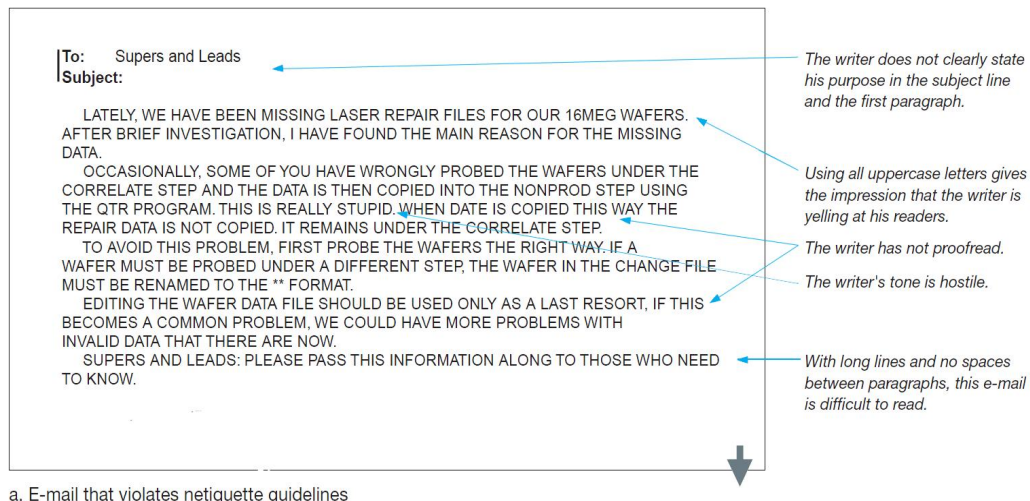 To: Supers and Leads
Subject:
LATELY, WE HAVE BEEN MISSING LASER REPAIR FILES FOR OUR 16MEG WAFERS.
AFTER BRIEF INVESTIGATION, I HAVE FOUND THE MAIN REASON FOR THE MISSING
DATA.
OCCASIONALLY, SOME OF YOU HAVE WRONGLY PROBED THE WAFERS UNDER THE
CORRELATE STEP AND THE DATA IS THEN COPIED INTO THE NONPROD STEP USING
THE QTR PROGRAM. THIS IS REALLY STUPID. WHEN DATE IS COPIED THIS WAY THE
REPAIR DATA IS NOT COPIED. IT REMAINS UNDER THE CORRELATE STEP.
TO AVOID THIS PROBLEM, FIRST PROBE THE WAFERS THE RIGHT WAY. IF A
WAFER MUST BE PROBED UNDER A DIFFERENT STEP, THE WAFER IN THE CHANGE FILE
MUST BE RENAMED TO THE ** FORMAT.
EDITING THE WAFER DATA FILE SHOULD BE USED ONLY AS A LAST RESORT, IF THIS
BECOMES A COMMON PROBLEM, WE COULD HAVE MORE PROBLEMS WITH
INVALID DATA THAT THERE ARE NOW.
SUPERS AND LEADS: PLEASE PASS THIS INFORMATION ALONG TO THOSE WHO NEED
TO KNOW.
The writer does not clearly state
his purpose in the subject line
and the first paragraph.
Using all uppercase letters gives
the impression that the writer is
yelling at his readers.
The writer has not proofread.
The writer's tone is hostile.
With long lines and no spaces
between paragraphs, this e-mail
is difficult to read.
a. E-mail that violates netiquette guidelines